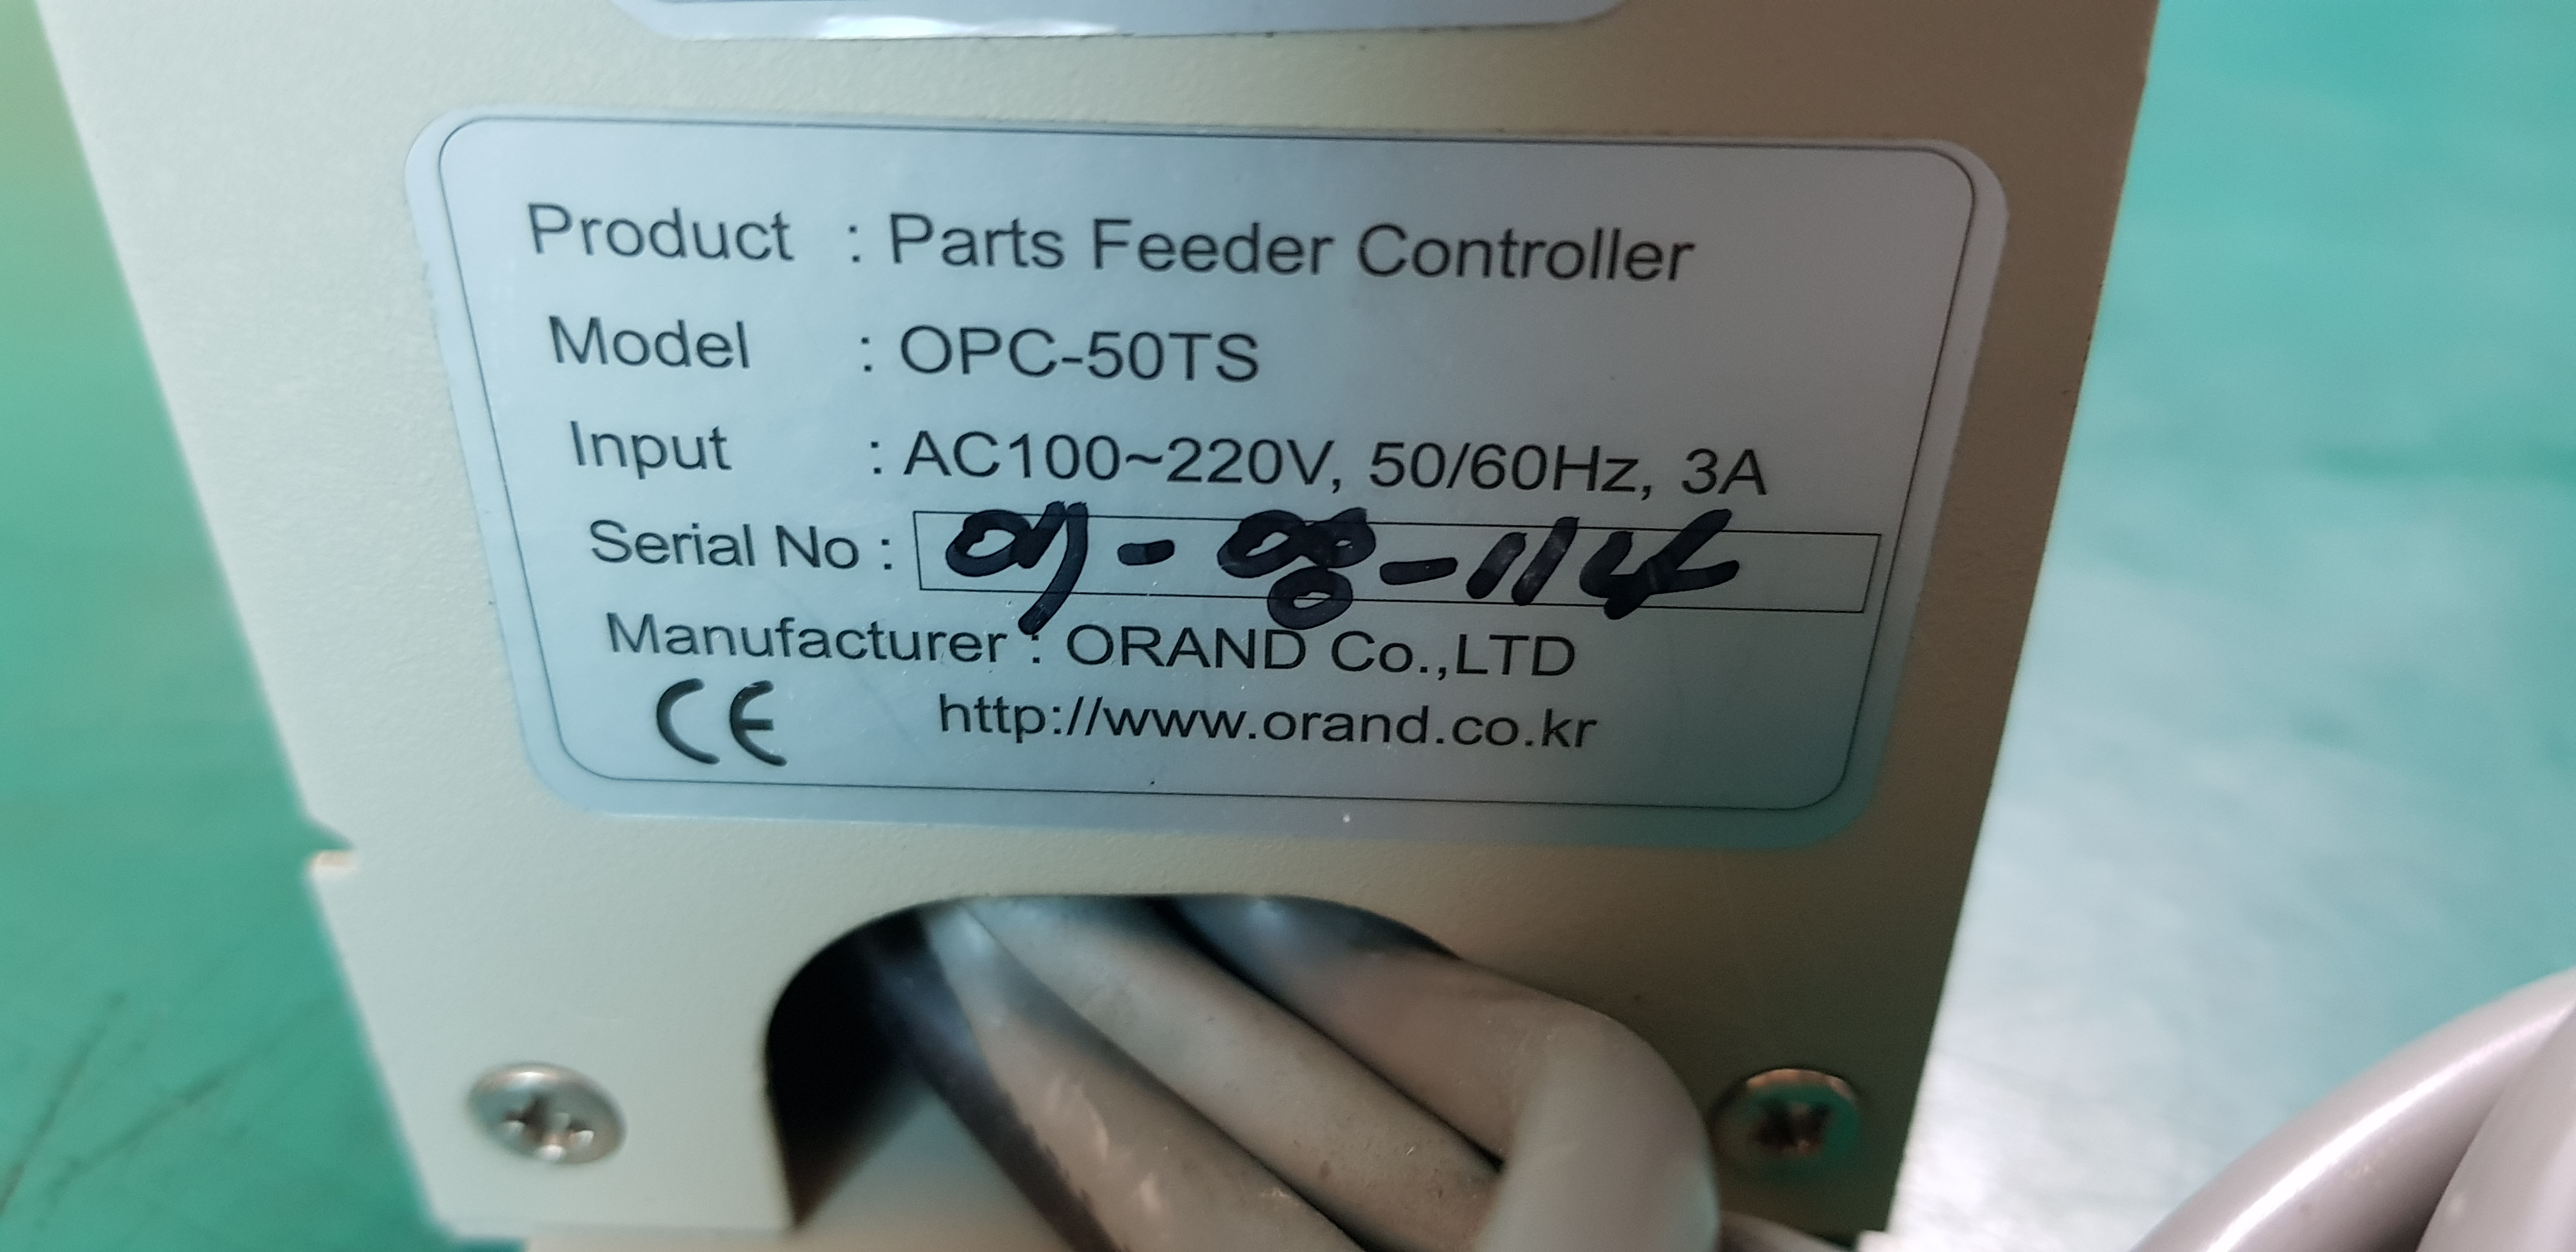 Product : Parts Feeder Controller
Model : OPC-50TS
Input : AC100~220V, 50/60Hz, 3A
Serial No : 09-08-114
Manufacturer : ORAND Co.,LTD
CE http://www.orand.co.kr